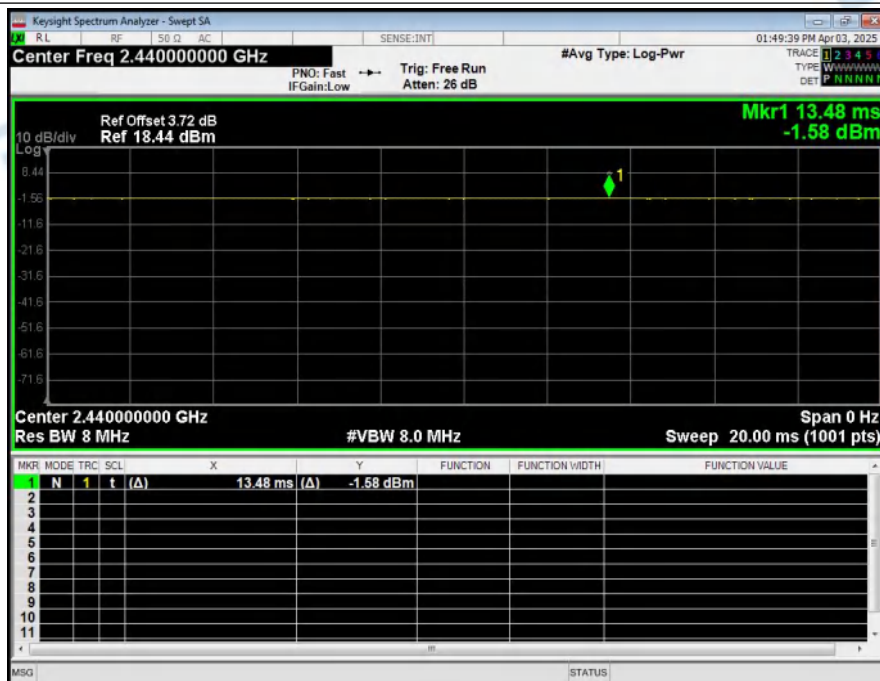 Keysight Spectrum Analyzer - Swept SA
LXI RL RF 50 Ω AC SENSE:INT 01:49:39 PM Apr 03, 2025
Center Freq 2.440000000 GHz
#Avg Type: Log-Pwr
TRACE 1 2 3 4 5
PNO: Fast Trig: Free Run
TYPE
IFGain:Low Atten: 26 dB
DET P N N N N
Mkr1 13.48 ms
Ref Offset 3.72 dB
10 dB/div Ref 18.44 dBm
-1.58 dBm
Log
8.44
1
-1.56
-11.6
-21.6
-31.6
-41.6
-51.6
-61.6
-71.6
Center 2.440000000 GHz Span 0 Hz
Res BW 8 MHz #VBW 8.0 MHz Sweep 20.00 ms (1001 pts)
MKR MODE TRC SCL X Y FUNCTION FUNCTION WIDTH FUNCTION VALUE
1 N 1 t (Δ) 13.48 ms (Δ) -1.58 dBm
2
3
4
5
6
7
8
9
10
11
MSG STATUS